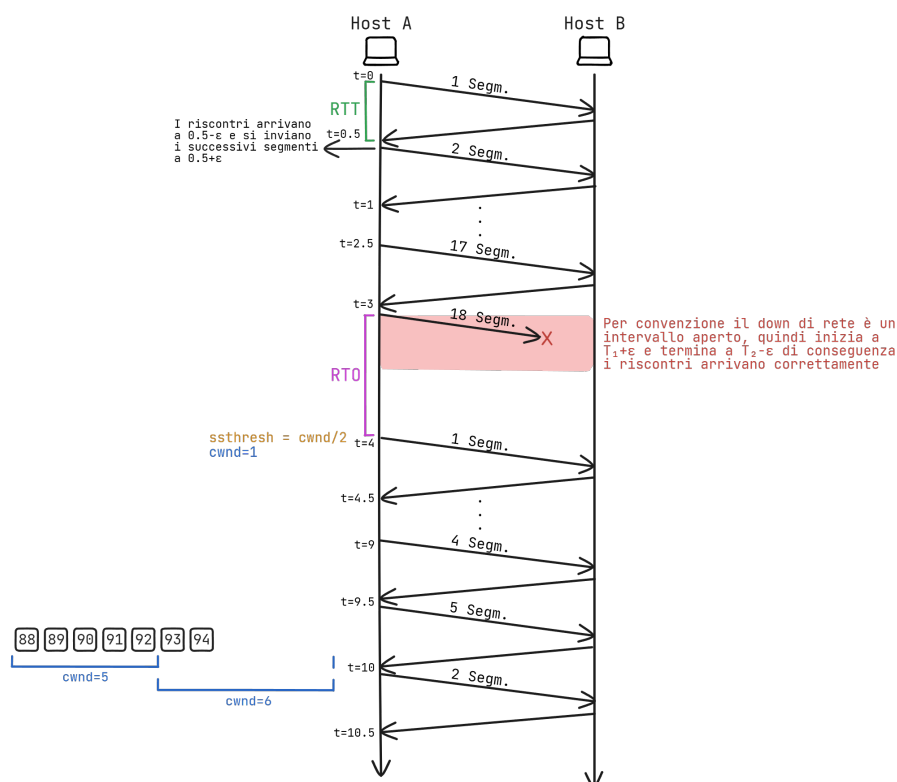 Host A
Host B
t=0
1 Segm.
RTT
I riscontri arrivano
a 0.5-ε e si inviano
i successivi segmenti
a 0.5+ε
t=0.5
2 Segm.
t=1
.
.
.
t=2.5
17 Segm.
t=3
18 Segm.
X
Per convenzione il down di rete è un
intervallo aperto, quindi inizia a
T₁+ε e termina a T₂-ε di conseguenza
i riscontri arrivano correttamente
RTO
ssthresh = cwnd/2
cwnd=1
t=4
1 Segm.
t=4.5
.
.
.
t=9
4 Segm.
t=9.5
5 Segm.
88 89 90 91 92 93 94
cwnd=5
cwnd=6
t=10
2 Segm.
t=10.5